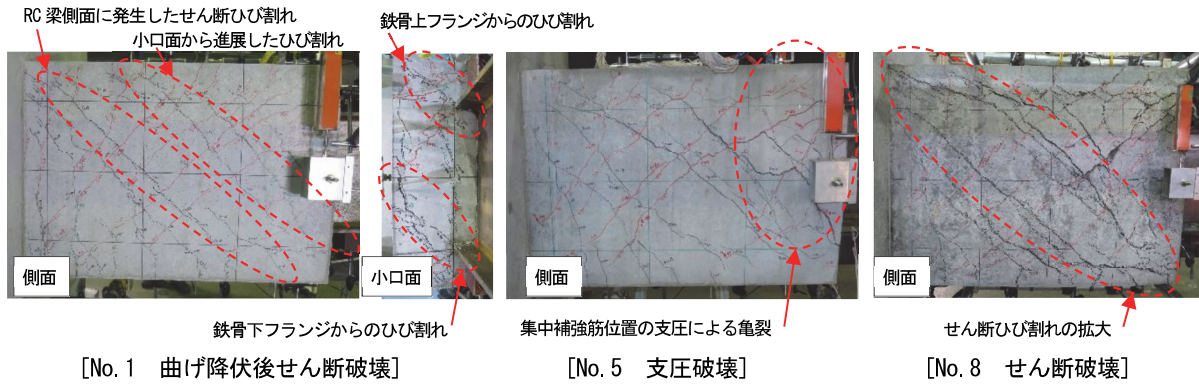 RC 梁側面に発生したせん断ひび割れ
小口面から進展したひび割れ
鉄骨上フランジからのひび割れ
側面
小口面
側面
側面
鉄骨下フランジからのひび割れ
集中補強筋位置の支圧による亀裂
せん断ひび割れの拡大
[No.1 曲げ降伏後せん断破壊]
[No.5 支圧破壊]
[No.8 せん断破壊]